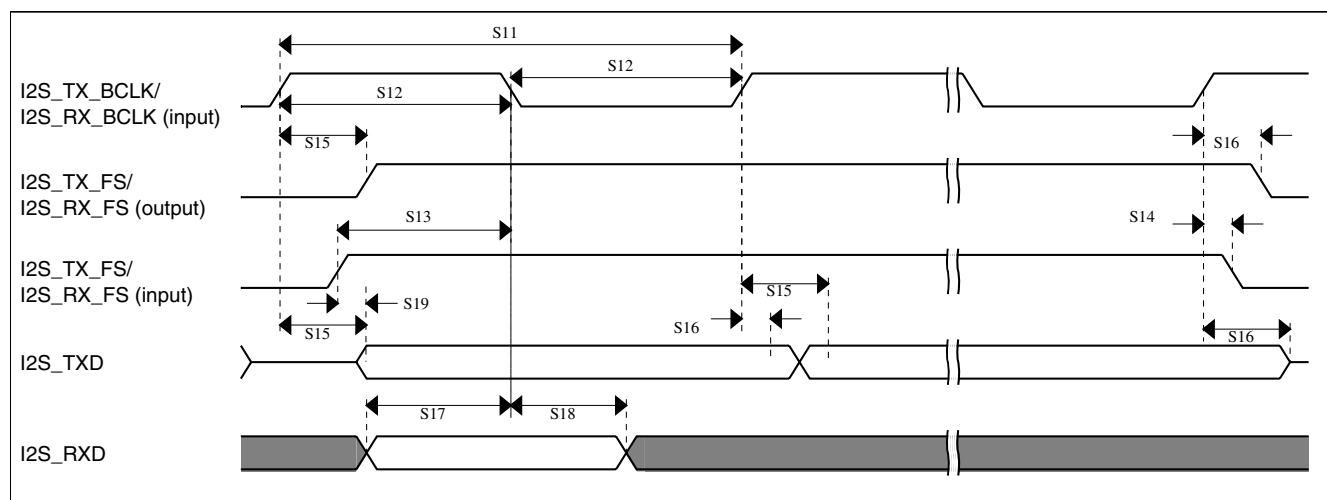 S11
I2S_TX_BCLK/
I2S_RX_BCLK (input)
S12
S12
S15
S16
I2S_TX_FS/
I2S_RX_FS (output)
S13
S14
I2S_TX_FS/
I2S_RX_FS (input)
S19
S15
S15
S16
S16
I2S_TXD
S17
S18
I2S_RXD